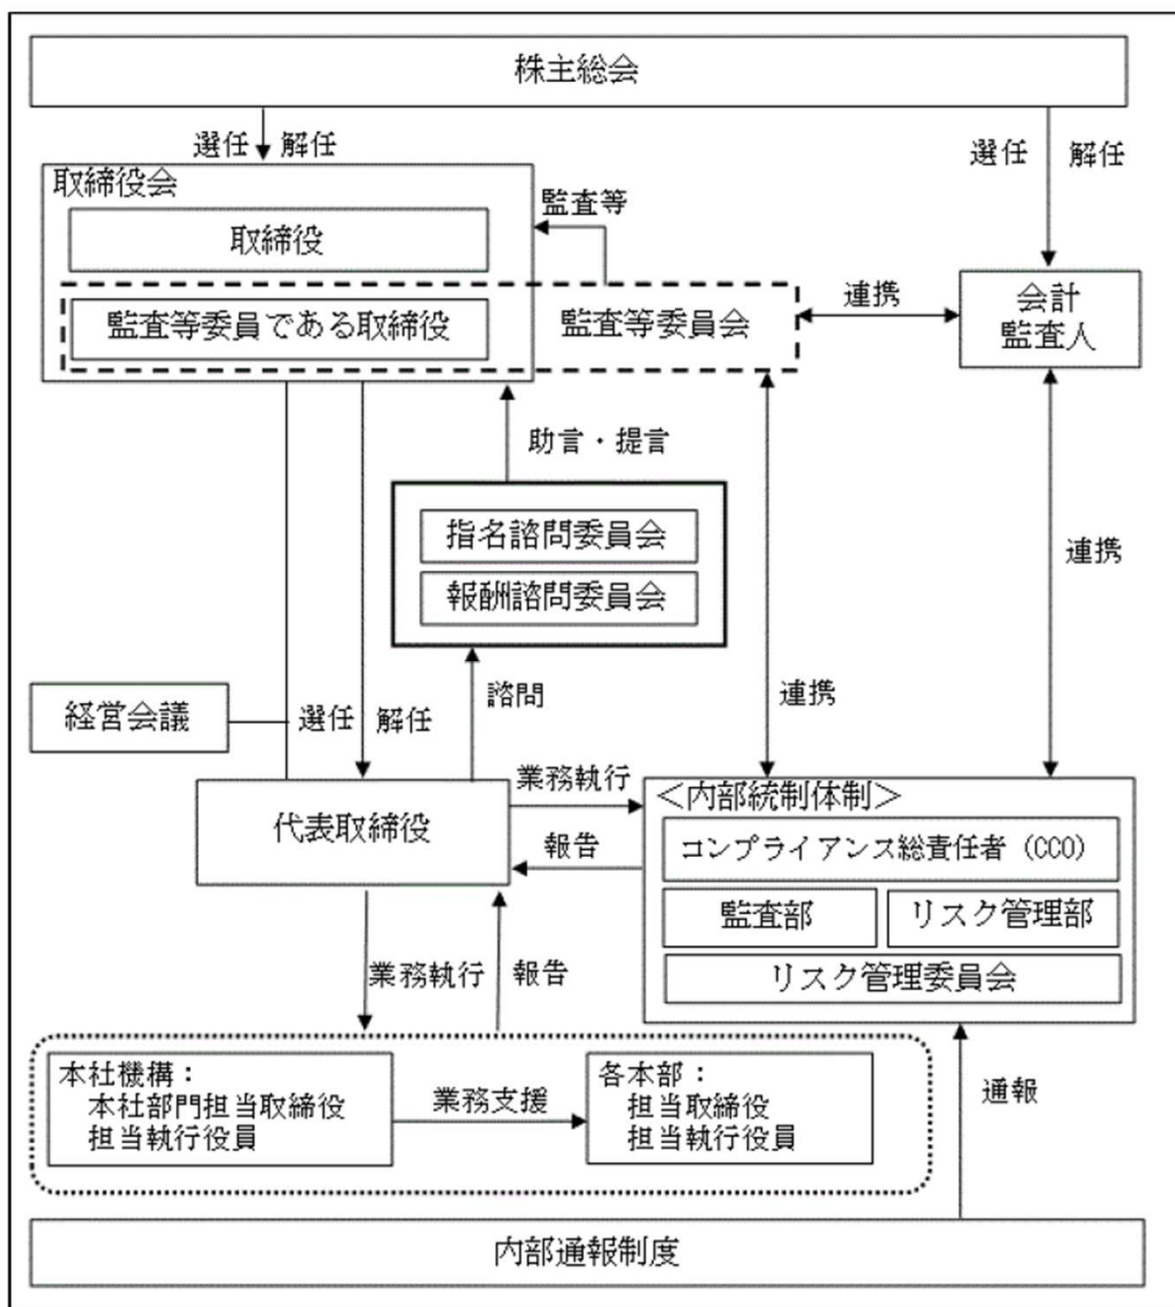 株主総会
選任 解任
選任 解任
取締役会
監査等
取締役
監査等委員である取締役
監査等委員会
連携
会計
監査人
助言・提言
指名諮問委員会
報酬諮問委員会
連携
諮問
連携
経営会議
選任 解任
代表取締役
業務執行
報告
<内部統制体制>
コンプライアンス総責任者(CCO)
監査部
リスク管理部
リスク管理委員会
業務執行
報告
本社機構:
本社部門担当取締役
担当執行役員
業務支援
各本部:
担当取締役
担当執行役員
通報
内部通報制度